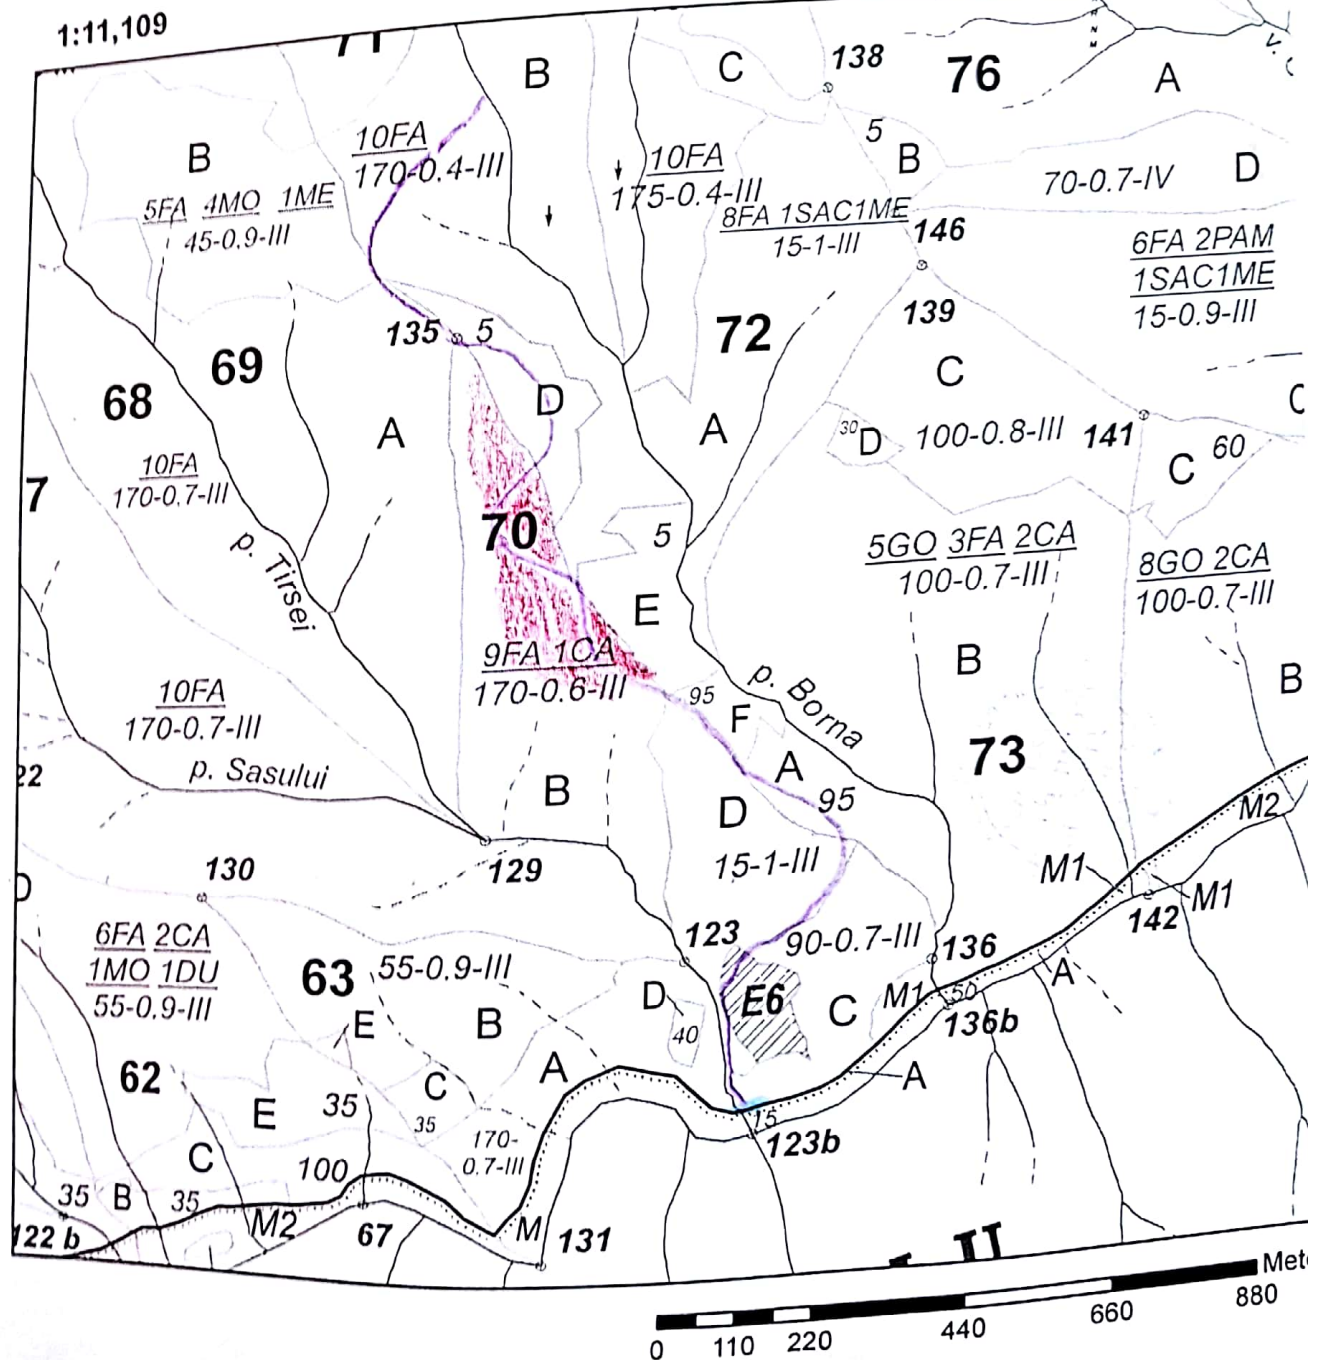 1:11,109
71
B
C
138
76
A
5
B
10FA
170-0.4-III
10FA
175-0.4-III
B
70-0.7-IV
D
5FA 4MO 1ME
45-0.9-III
8FA 1SAC1ME
15-1-III
146
6FA 2PAM
1SAC1ME
15-0.9-III
139
135
5
72
69
68
C
D
A
A
30
D
100-0.8-III
141
C
60
C
10FA
170-0.7-III
7
70
5
p. Tirsei
5GO 3FA 2CA
100-0.7-III
8GO 2CA
100-0.7-III
E
9FA 1CA
170-0.6-III
B
B
95
F
p. Borna
10FA
170-0.7-III
73
p. Sasului
22
A
B
D
95
M2
15-1-III
M1
M1
142
130
129
D
6FA 2CA
1MO 1DU
55-0.9-III
63
55-0.9-III
123
90-0.7-III
136
A
D
E6
C
M1
50
136b
40
E
B
62
A
C
A
E
35
35
15
123b
170-
0.7-III
C
100
35
B
35
M2
67
M
131
122 b
II
0
110
220
440
660
880